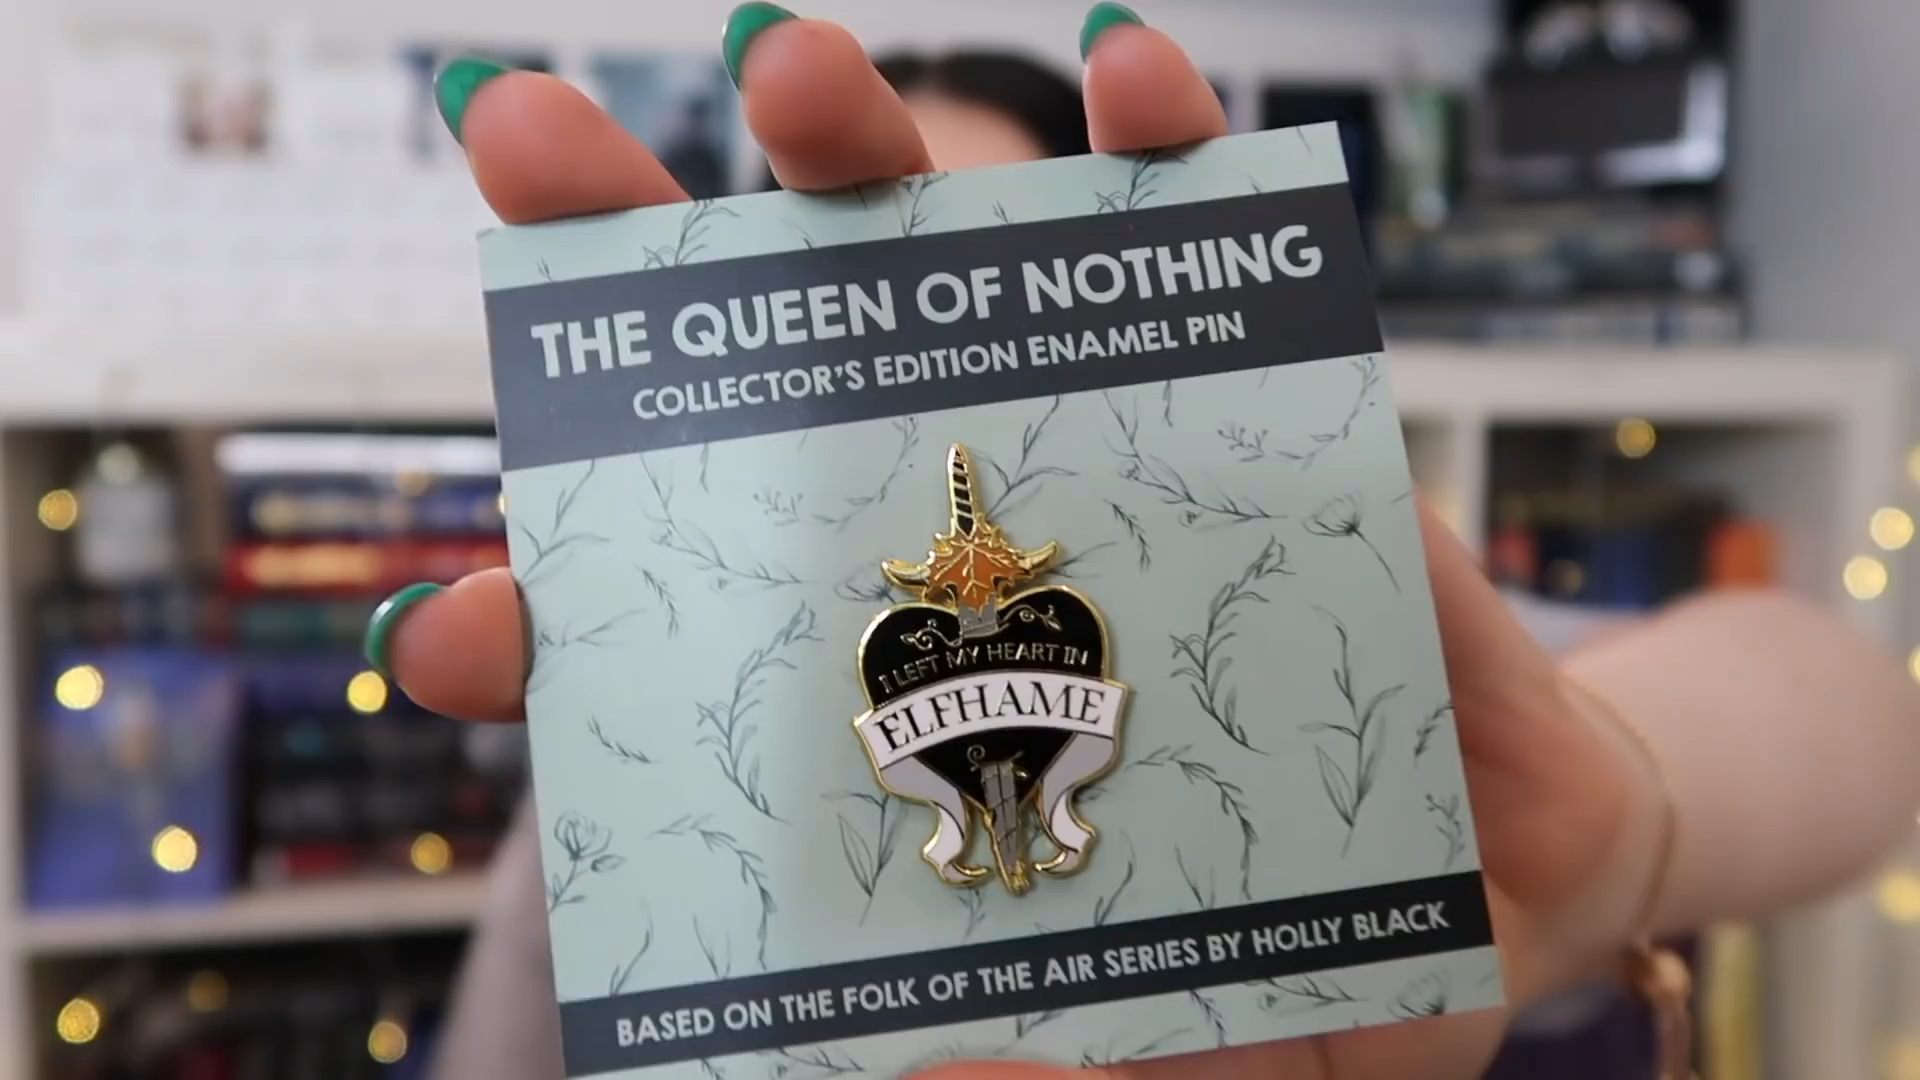 THE QUEEN OF NOTHING
COLLECTOR'S EDITION ENAMEL PIN
I LEFT MY HEART IN
ELFHAME
BASED ON THE FOLK OF THE AIR SERIES BY HOLLY BLACK